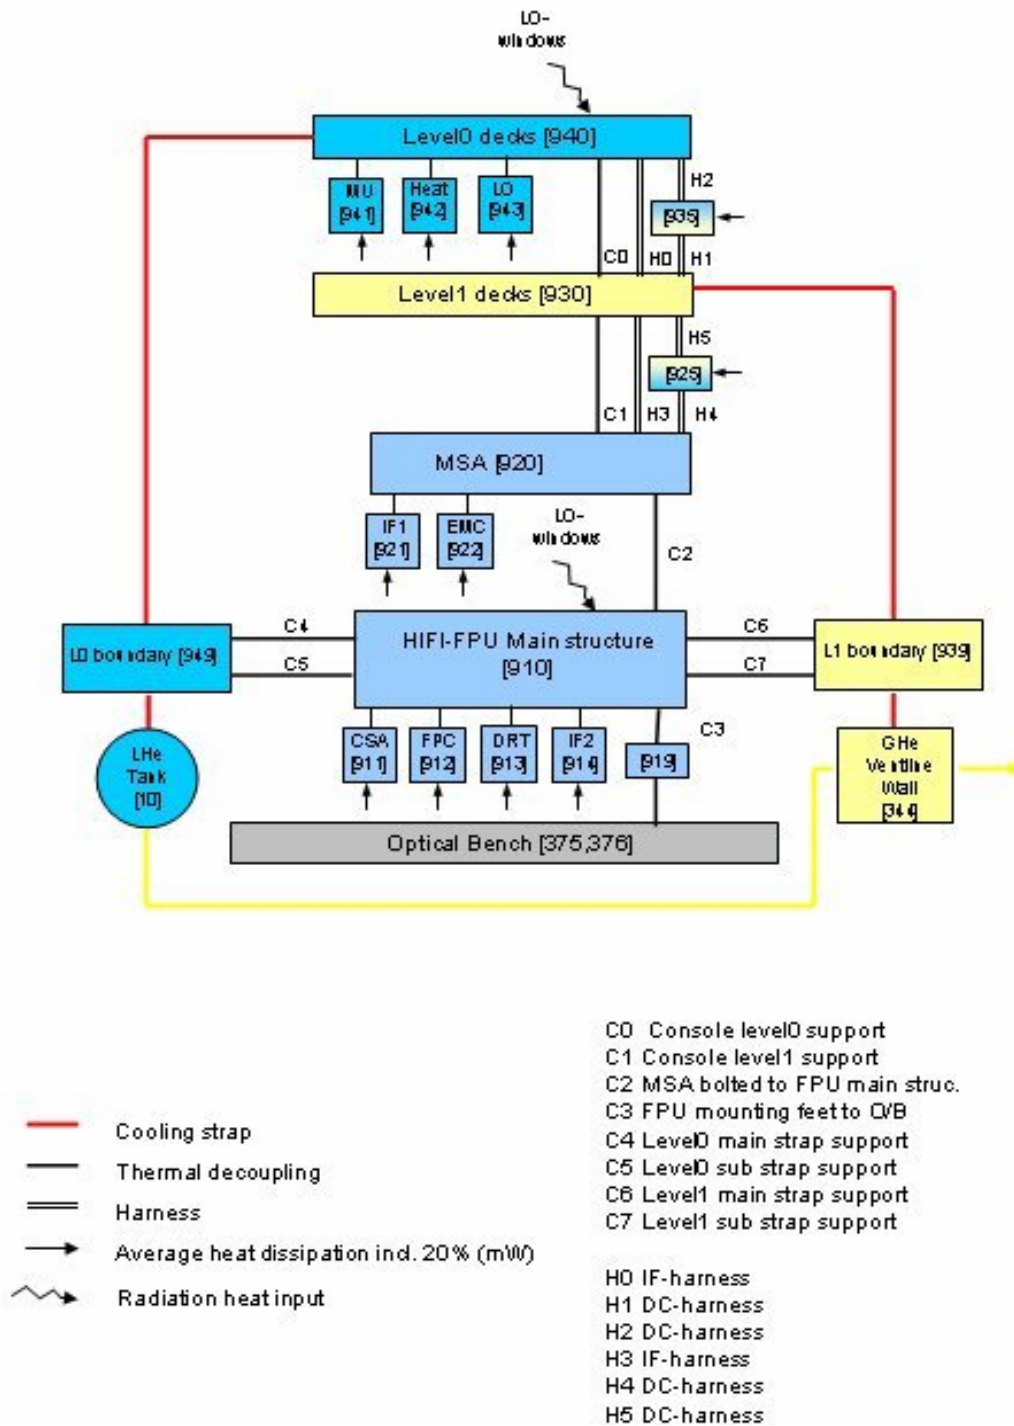 LO-
windows
Level0 decks [940]
MU
[941]
Heat
[942]
LO
[943]
H2
[935]
C0
H0
H1
Level1 decks [930]
H5
[925]
C1
H3
H4
MSA [920]
IF1
[921]
EMC
[922]
LO-
windows
C2
C4
C6
L0 boundary [949]
HIFI-FPU Main structure
[910]
L1 boundary [939]
C5
C7
C3
CSA
[911]
FPC
[912]
DRT
[913]
IF2
[914]
[919]
LHe
Tank
[10]
GHe
Ventline
Wall
[344]
Optical Bench [375,376]
C0 Console level0 support
C1 Console level1 support
C2 MSA bolted to FPU main struc.
C3 FPU mounting feet to O/B
C4 Level0 main strap support
C5 Level0 sub strap support
C6 Level1 main strap support
C7 Level1 sub strap support
Cooling strap
Thermal decoupling
Harness
Average heat dissipation incl. 20% (mW)
Radiation heat input
H0 IF-harness
H1 DC-harness
H2 DC-harness
H3 IF-harness
H4 DC-harness
H5 DC-harness